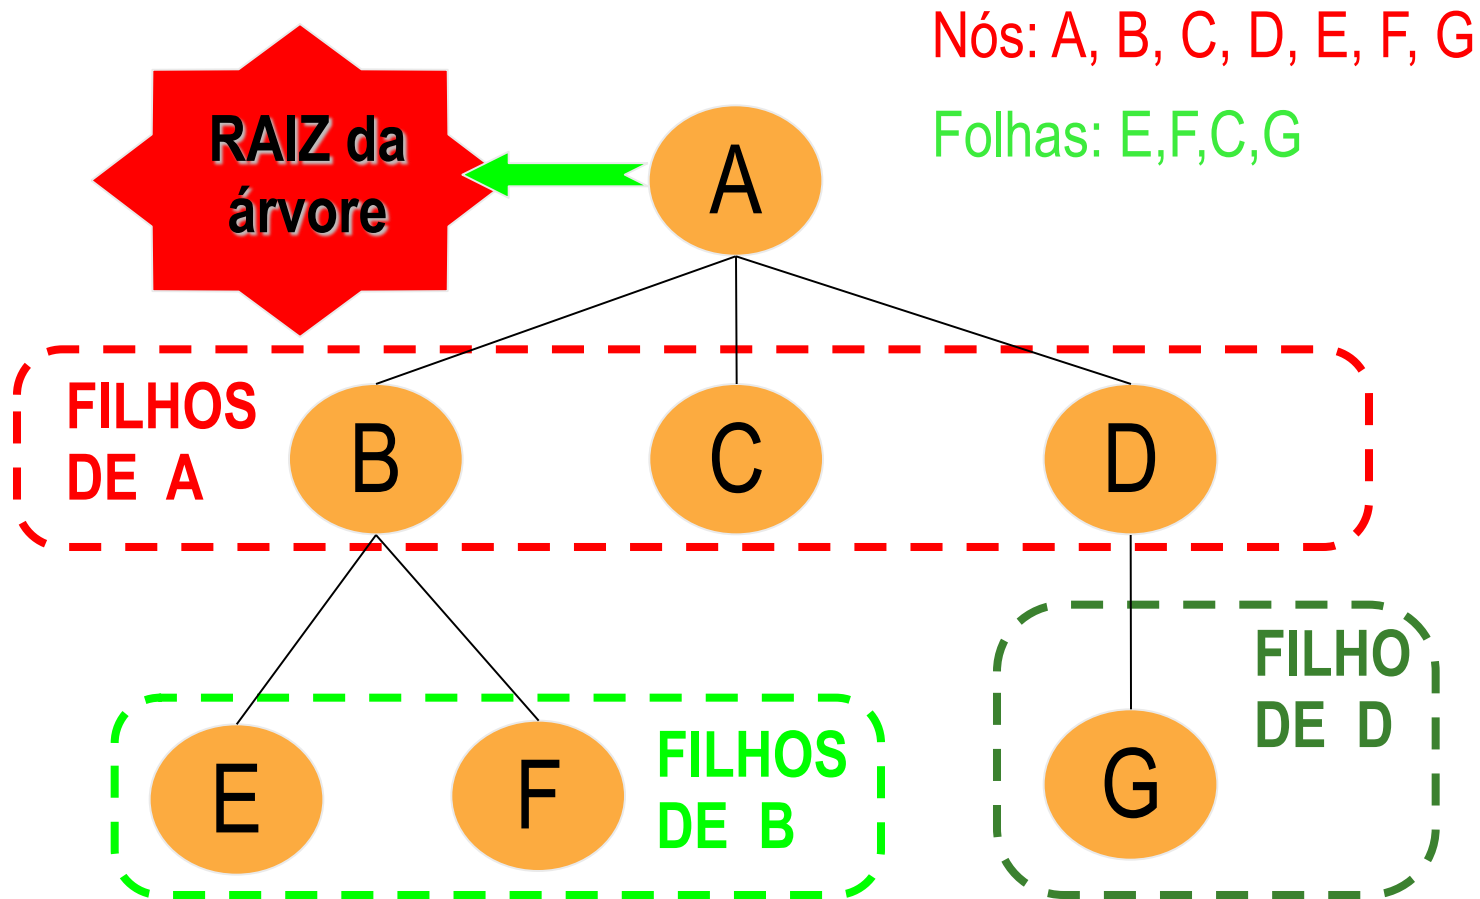 Nós: A, B, C, D, E, F, G
Folhas: E,F,C,G
RAIZ da
árvore
A
FILHOS
DE A
B
C
D
E
F
FILHOS
DE B
FILHO
DE D
G